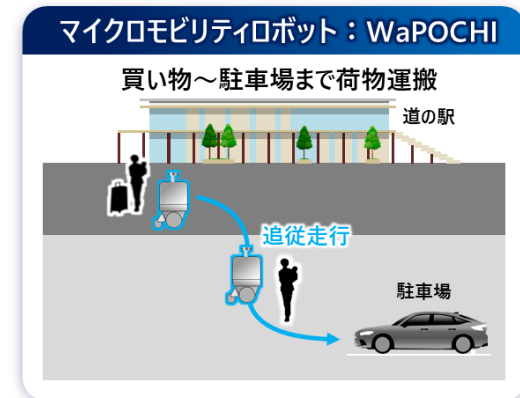 マイクロモビリティロボット：WaPOCHI
買い物～駐車場まで荷物運搬
道の駅
追従走行
駐車場